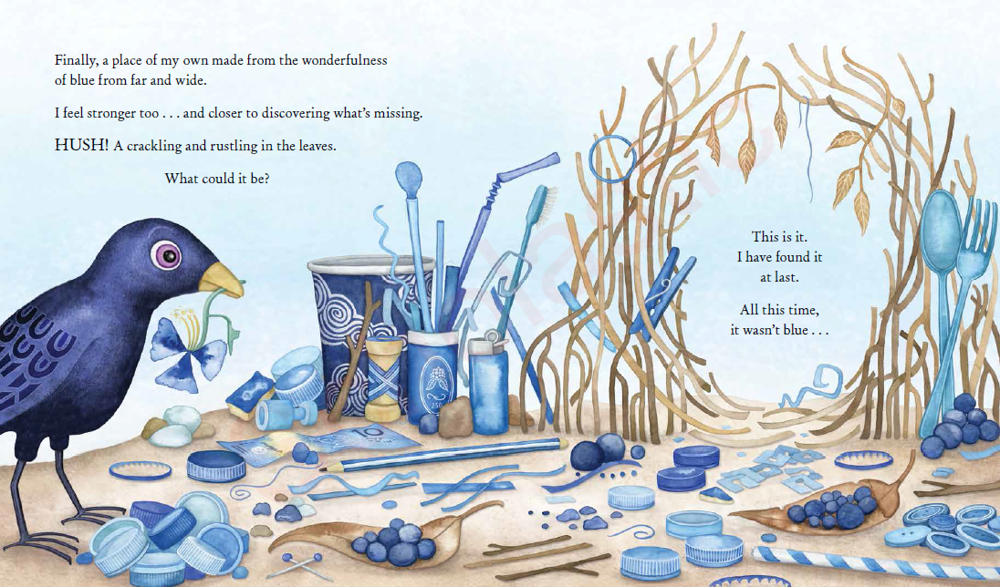 Finally, a place of my own made from the wonderfulness
of blue from far and wide.
I feel stronger too . . . and closer to discovering what’s missing.
HUSH! A crackling and rustling in the leaves.
What could it be?
This is it.
I have found it
at last.
All this time,
it wasn’t blue . . .